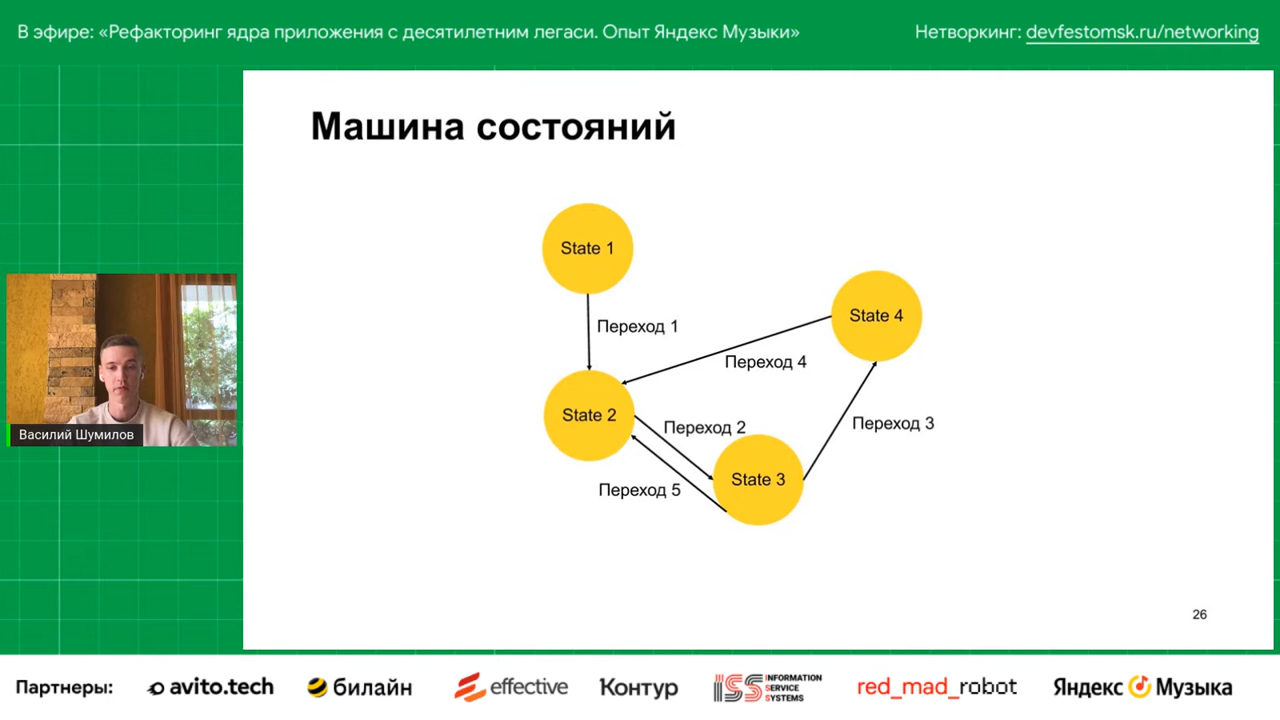 В эфире: «Рефакторинг ядра приложения с десятилетним легаси. Опыт Яндекс Музыки»
Нетворкинг: devfestomsk.ru/networking
Машина состояний
State 1
Переход 1
State 4
Переход 4
State 2
Переход 2
Переход 3
State 3
Переход 5
Василий Шумилов
26
Партнеры:
avito.tech
билайн
effective
Контур
ISS INFORMATION
SERVICE
SYSTEMS
red_mad_robot
Яндекс Музыка